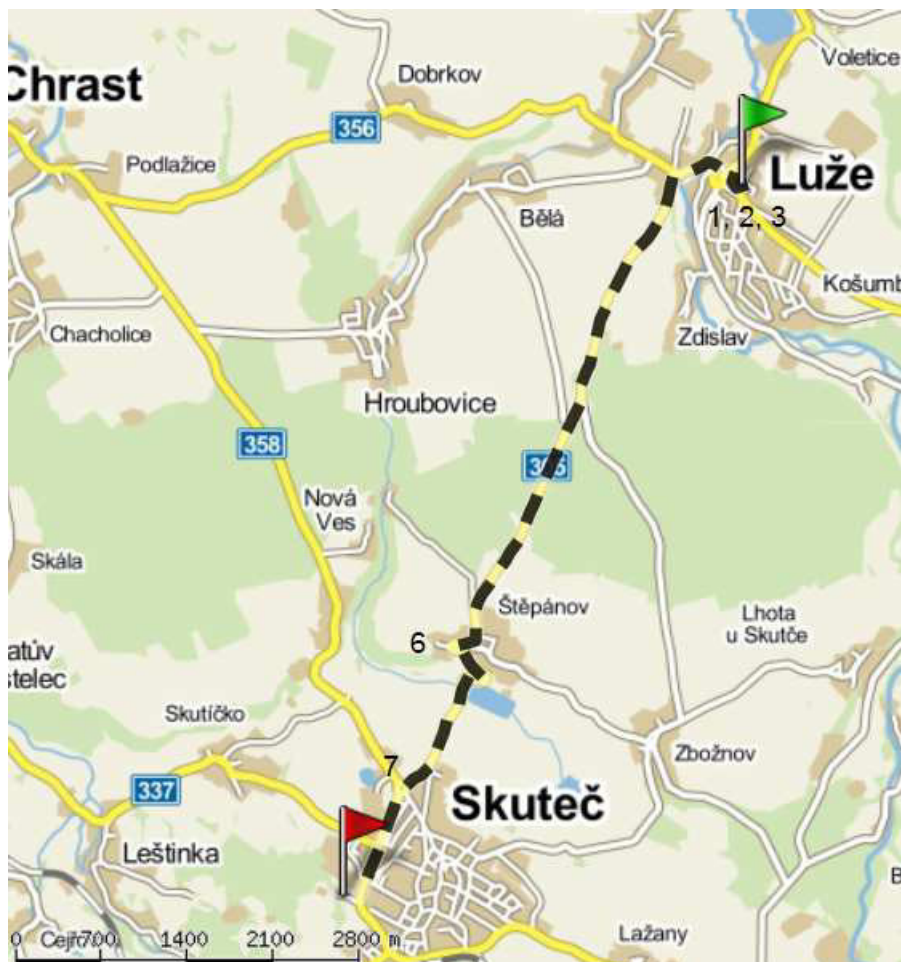 Chrast
Dobrkov
Voletice
356
Podlažice
Luže
Bělá
1, 2, 3
Košumb
Chacholice
Zdislav
Hroubovice
358
Nová
Ves
Skála
Štěpánov
Lhota
u Skutče
6
atův
stelec
Skutíčko
Zbožnov
7
337
Skuteč
Leštinka
B
Lažany
0 700 1400 2100 2800 m